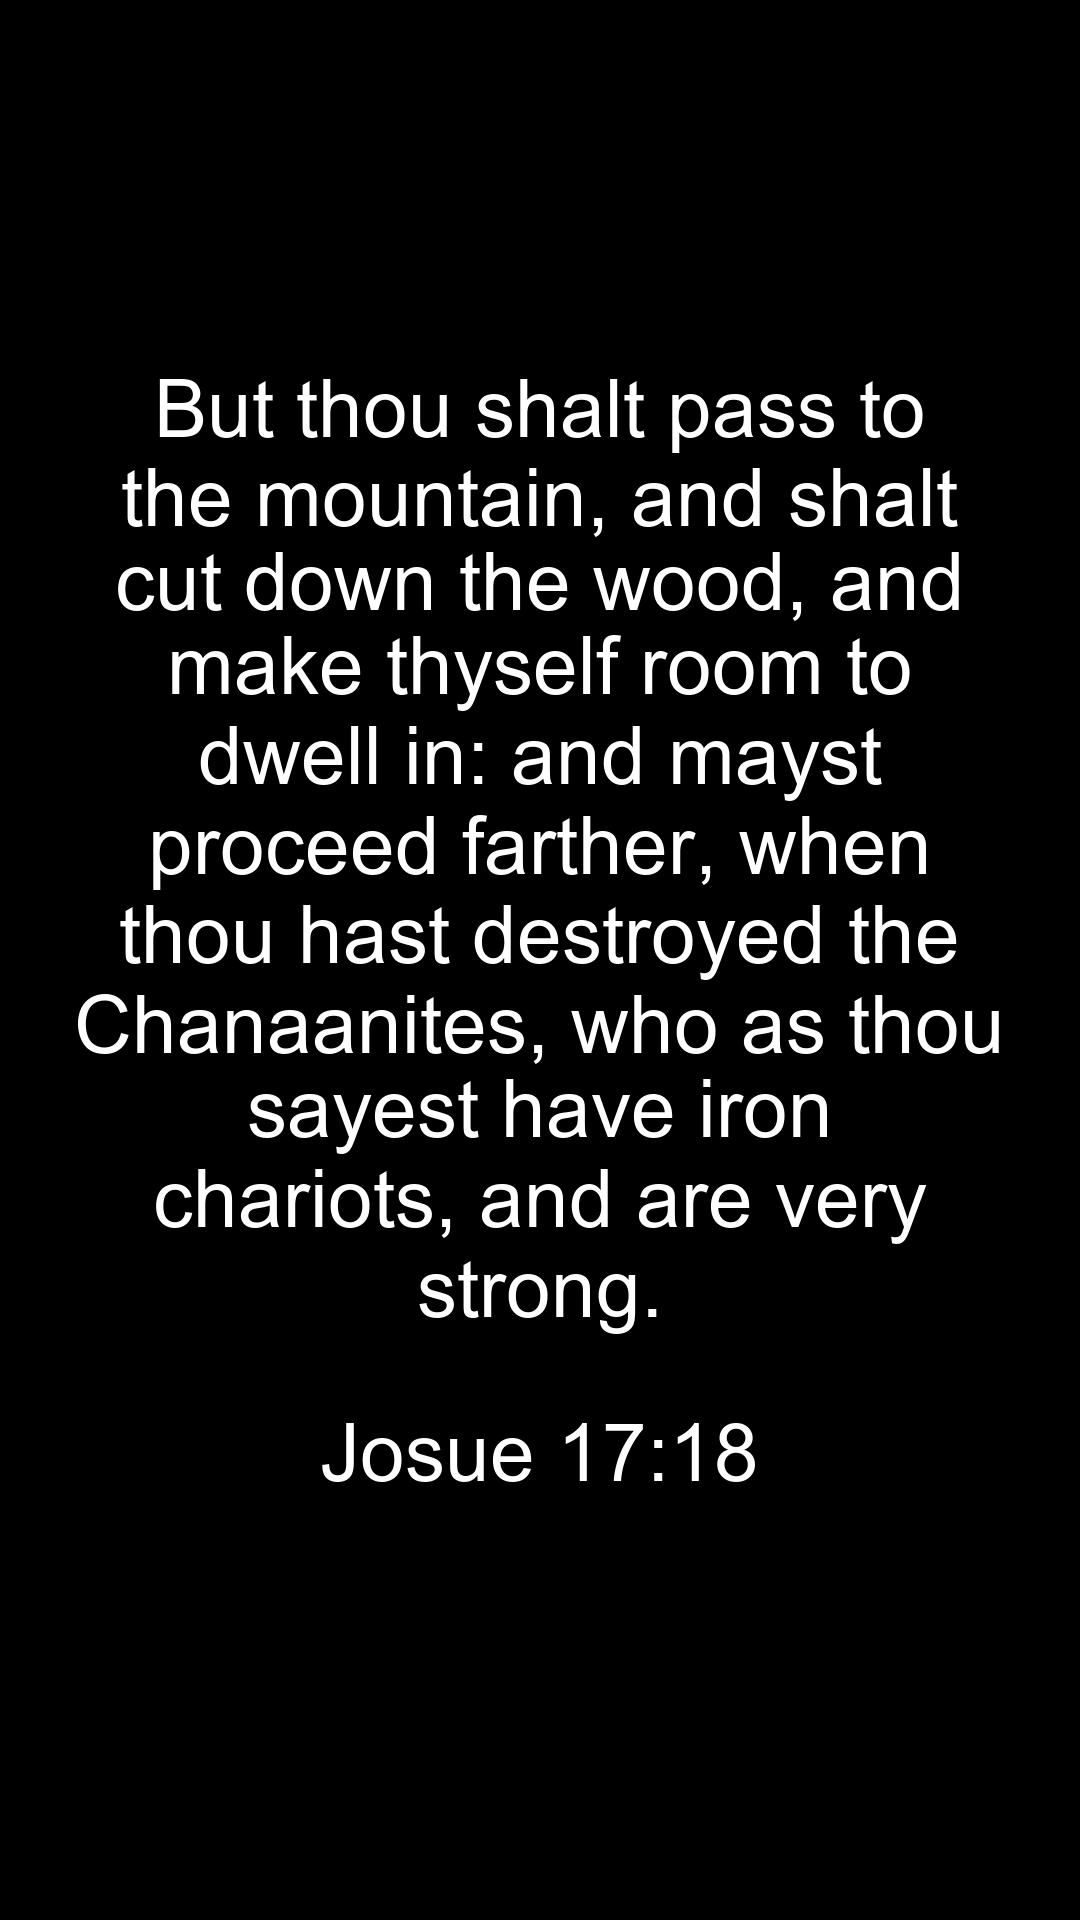 But thou shalt pass to
the mountain, and shalt
cut down the wood, and
make thyself room to
dwell in: and mayst
proceed farther, when
thou hast destroyed the
Chanaanites, who as thou
sayest have iron
chariots, and are very
strong.
Josue 17:18